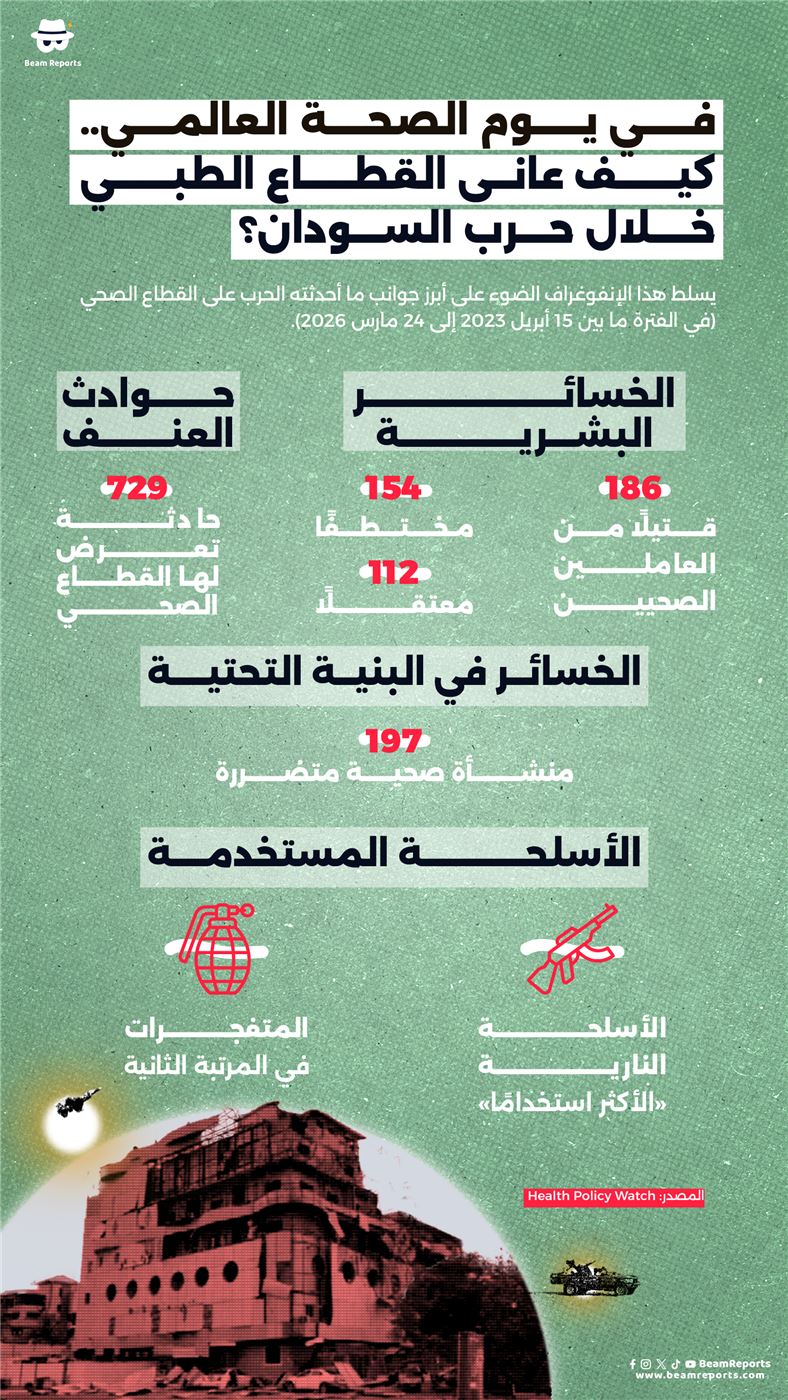 Beam Reports
في يوم الصحة العالمي..
كيف عانى القطاع الطبي
خلال حرب السودان؟
يسلط هذا الإنفوغراف الضوء على أبرز جوانب ما أحدثته الحرب على القطاع الصحي
(في الفترة ما بين 15 أبريل 2023 إلى 24 مارس 2026).
الخسائر
البشرية
186
قتيلًا من
العاملين
الصحيين
154
مختطفًا
112
معتقلًا
حوادث
العنف
729
حادثة
تعرض
لها القطاع
الصحي
الخسائر في البنية التحتية
197
منشأة صحية متضررة
الأسلحة المستخدمة
الأسلحة
النارية
«الأكثر استخدامًا»
المتفجرات
في المرتبة الثانية
المصدر: Health Policy Watch
BeamReports
www.beamreports.com